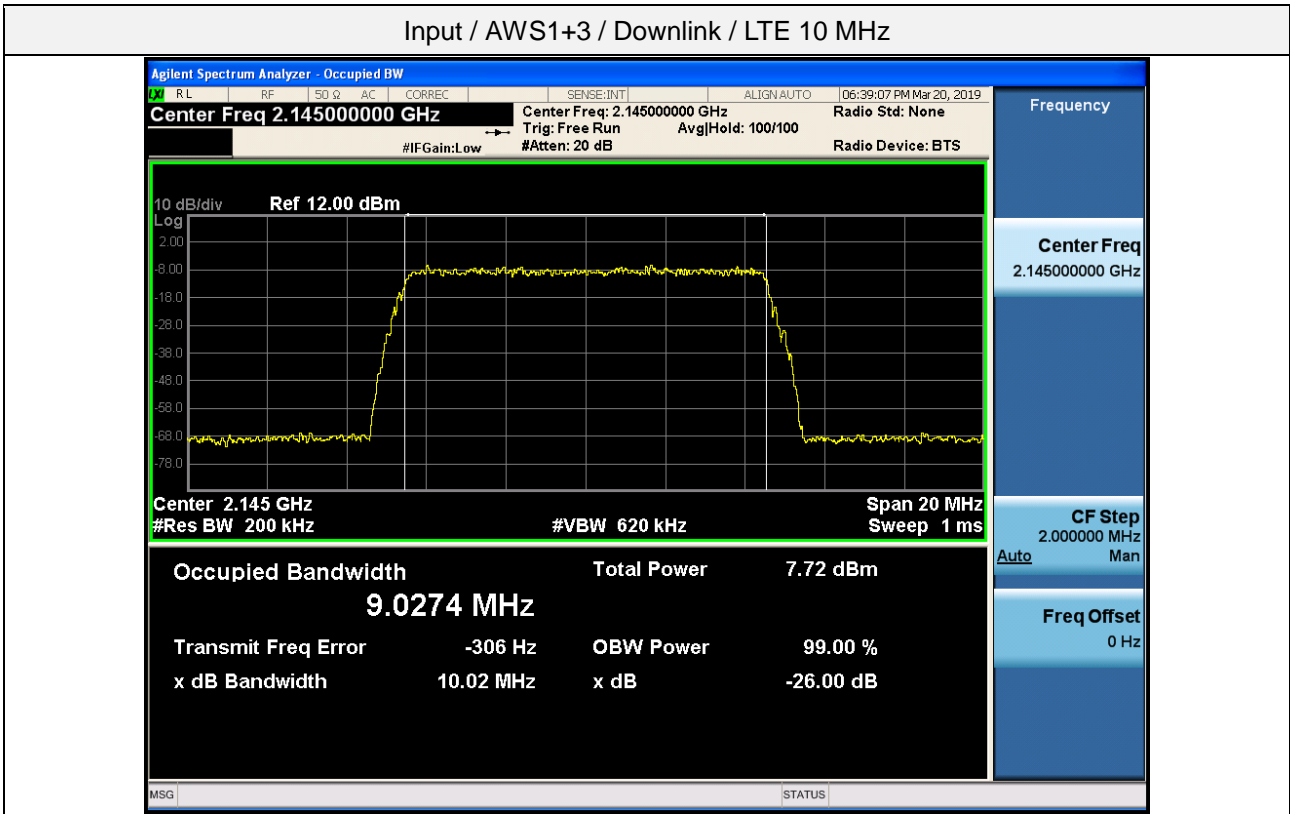 Input / AWS1+3 / Downlink / LTE 10 MHz
Agilent Spectrum Analyzer - Occupied BW
LXI RL RF 50 Ω AC CORREC SENSE:INT ALIGN AUTO 06:39:07 PM Mar 20, 2019
Center Freq 2.145000000 GHz
Center Freq: 2.145000000 GHz
Radio Std: None
Trig: Free Run Avg|Hold: 100/100
#IFGain:Low
#Atten: 20 dB
Radio Device: BTS
10 dB/div Ref 12.00 dBm
Log
2.00
-8.00
-18.0
-28.0
-38.0
-48.0
-58.0
-68.0
-78.0
Center 2.145 GHz Span 20 MHz
#Res BW 200 kHz #VBW 620 kHz Sweep 1 ms
Occupied Bandwidth Total Power 7.72 dBm
9.0274 MHz
Transmit Freq Error -306 Hz OBW Power 99.00 %
x dB Bandwidth 10.02 MHz x dB -26.00 dB
MSG STATUS
Frequency
Center Freq
2.145000000 GHz
CF Step
2.000000 MHz
Auto Man
Freq Offset
0 Hz